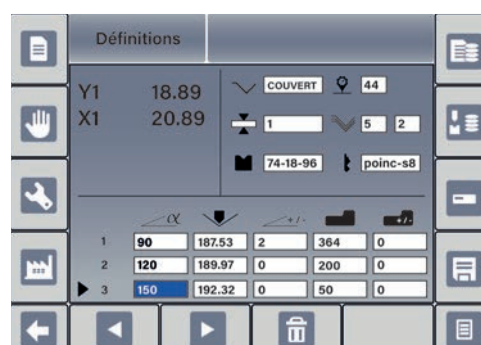 Définitions
Y1 18.89
X1 20.89
COUVERT 44
1 5 2
74-18-96 poinc-s8
α +/- +/-
1 90 187.53 2 364 0
2 120 189.97 0 200 0
3 150 192.32 0 50 0